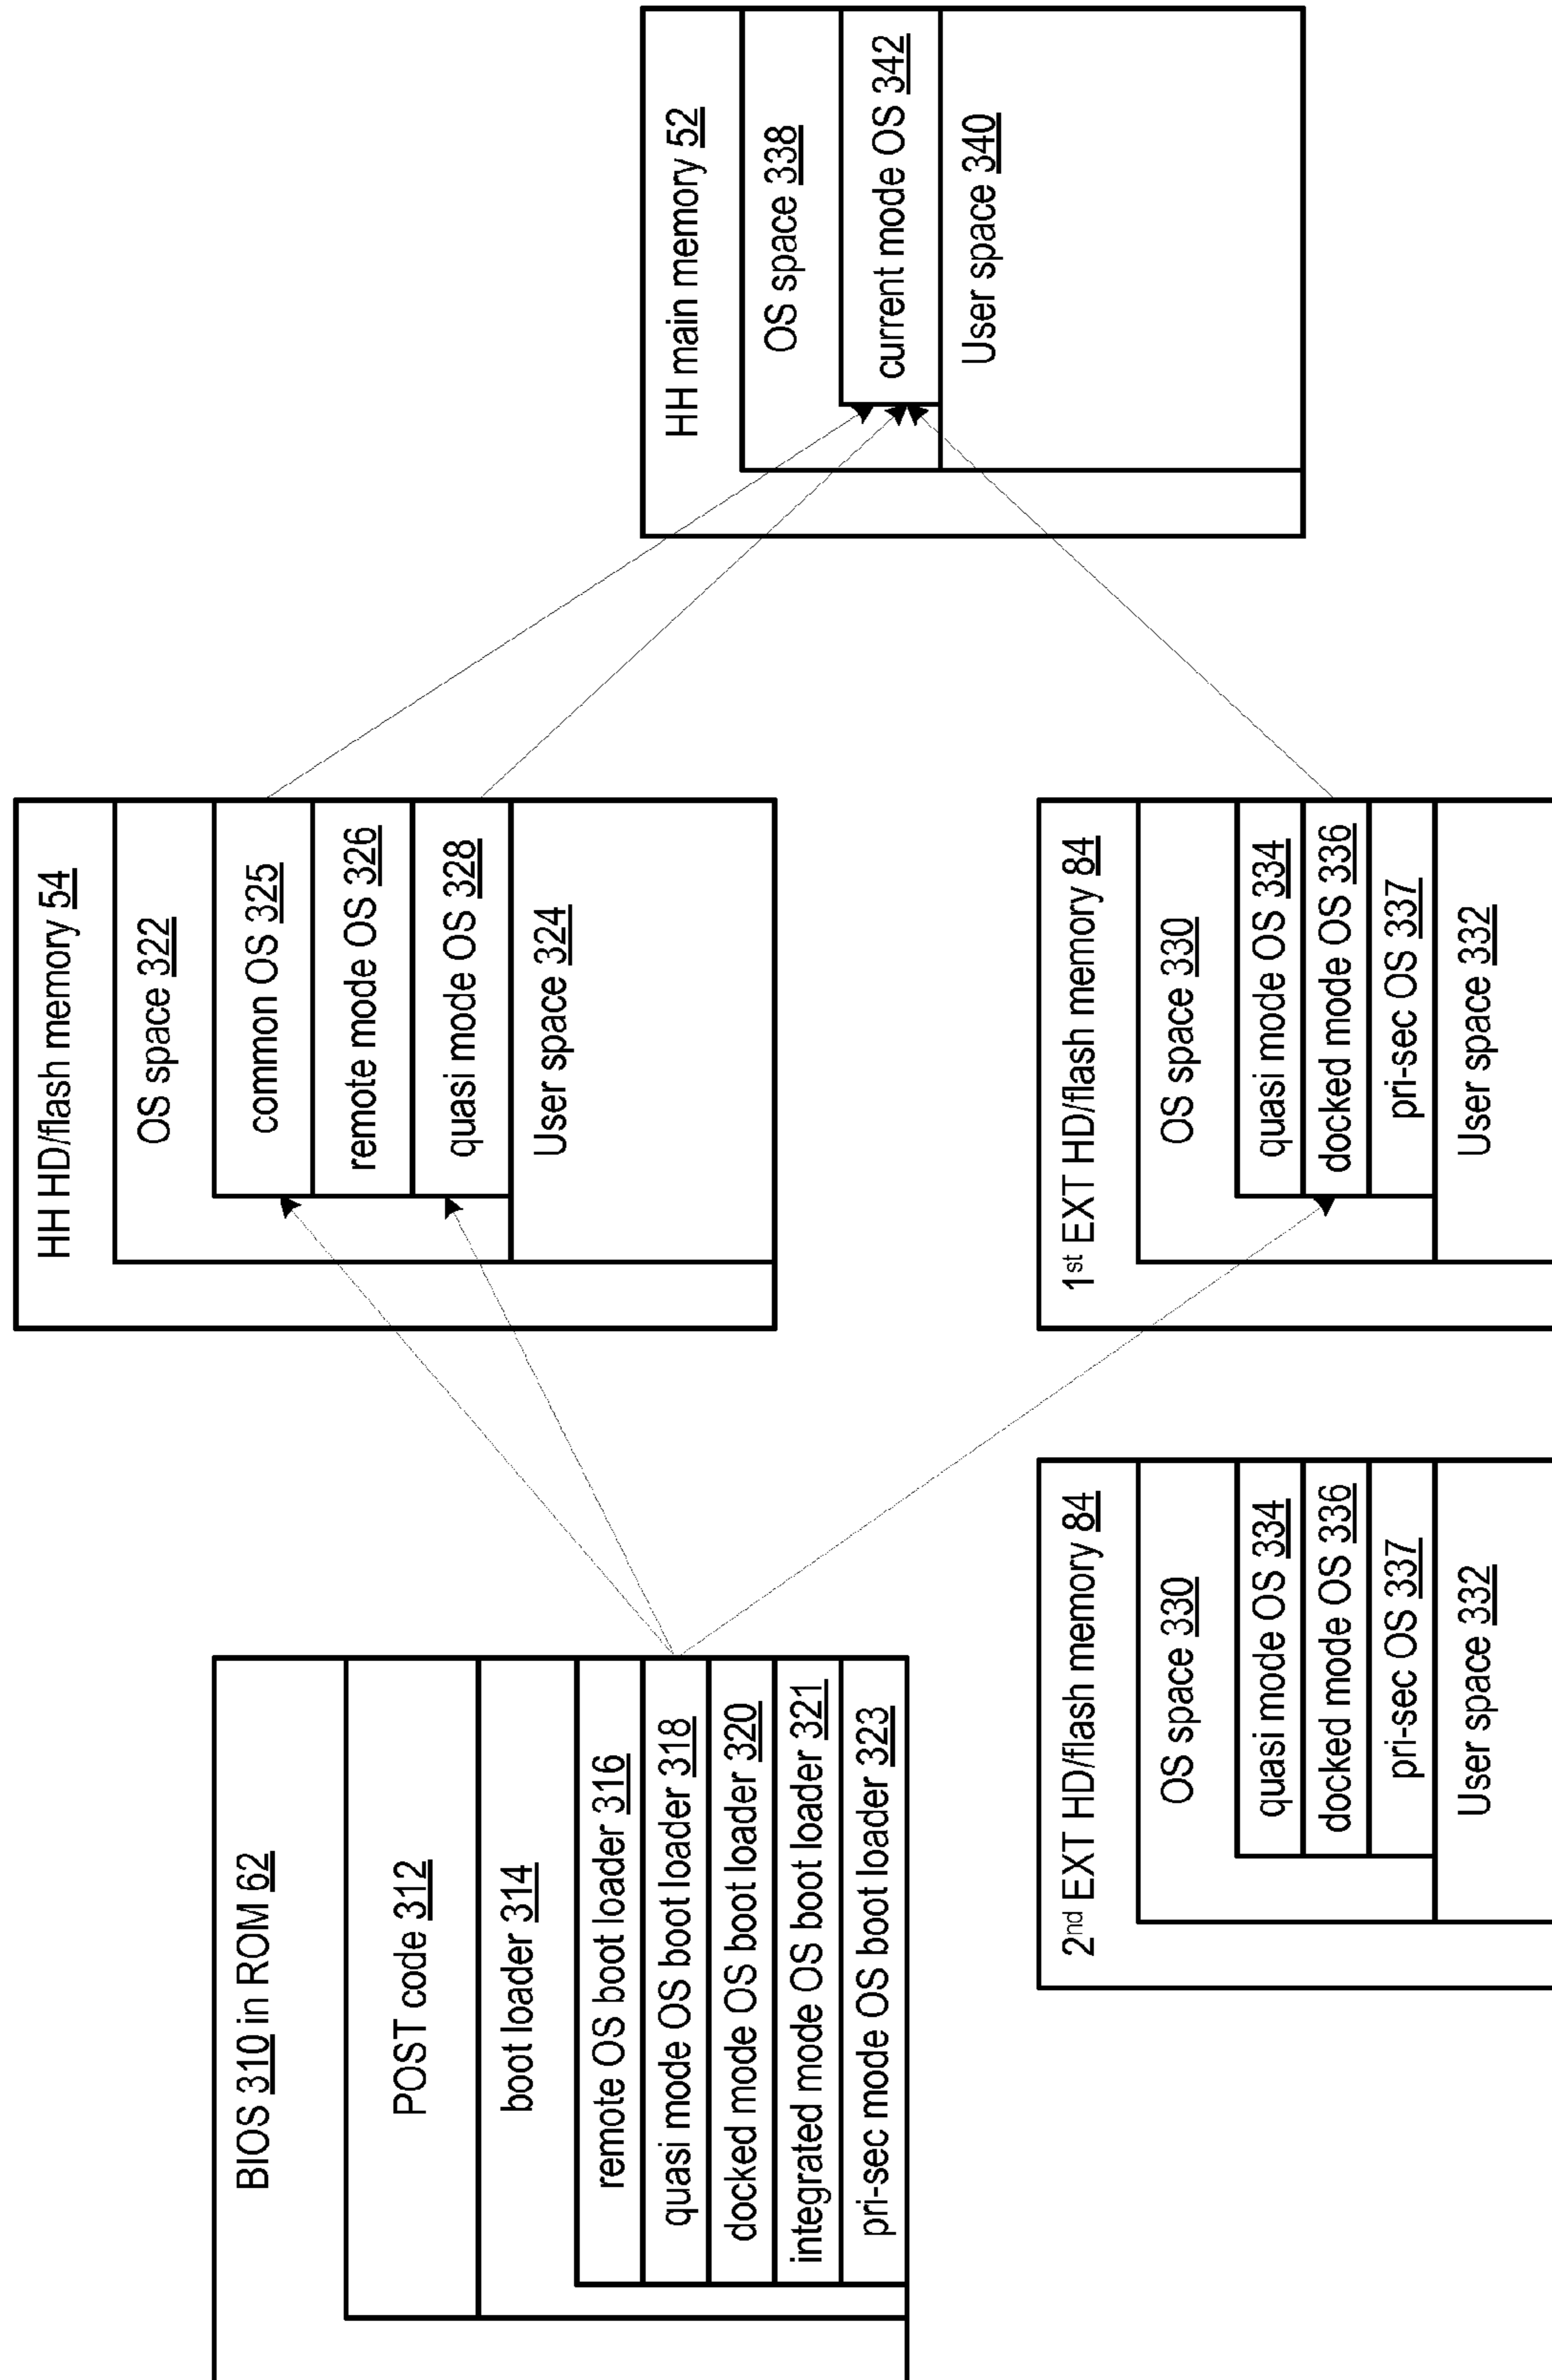 BIOS 310 in ROM 62
POST code 312
boot loader 314
remote OS boot loader 316
quasi mode OS boot loader 318
docked mode OS boot loader 320
integrated mode OS boot loader 321
pri-sec mode OS boot loader 323
HH HD/flash memory 54
OS space 322
common OS 325
remote mode OS 326
quasi mode OS 328
User space 324
HH main memory 52
OS space 338
current mode OS 342
User space 340
2nd EXT HD/flash memory 84
OS space 330
quasi mode OS 334
docked mode OS 336
pri-sec OS 337
User space 332
1st EXT HD/flash memory 84
OS space 330
quasi mode OS 334
docked mode OS 336
pri-sec OS 337
User space 332